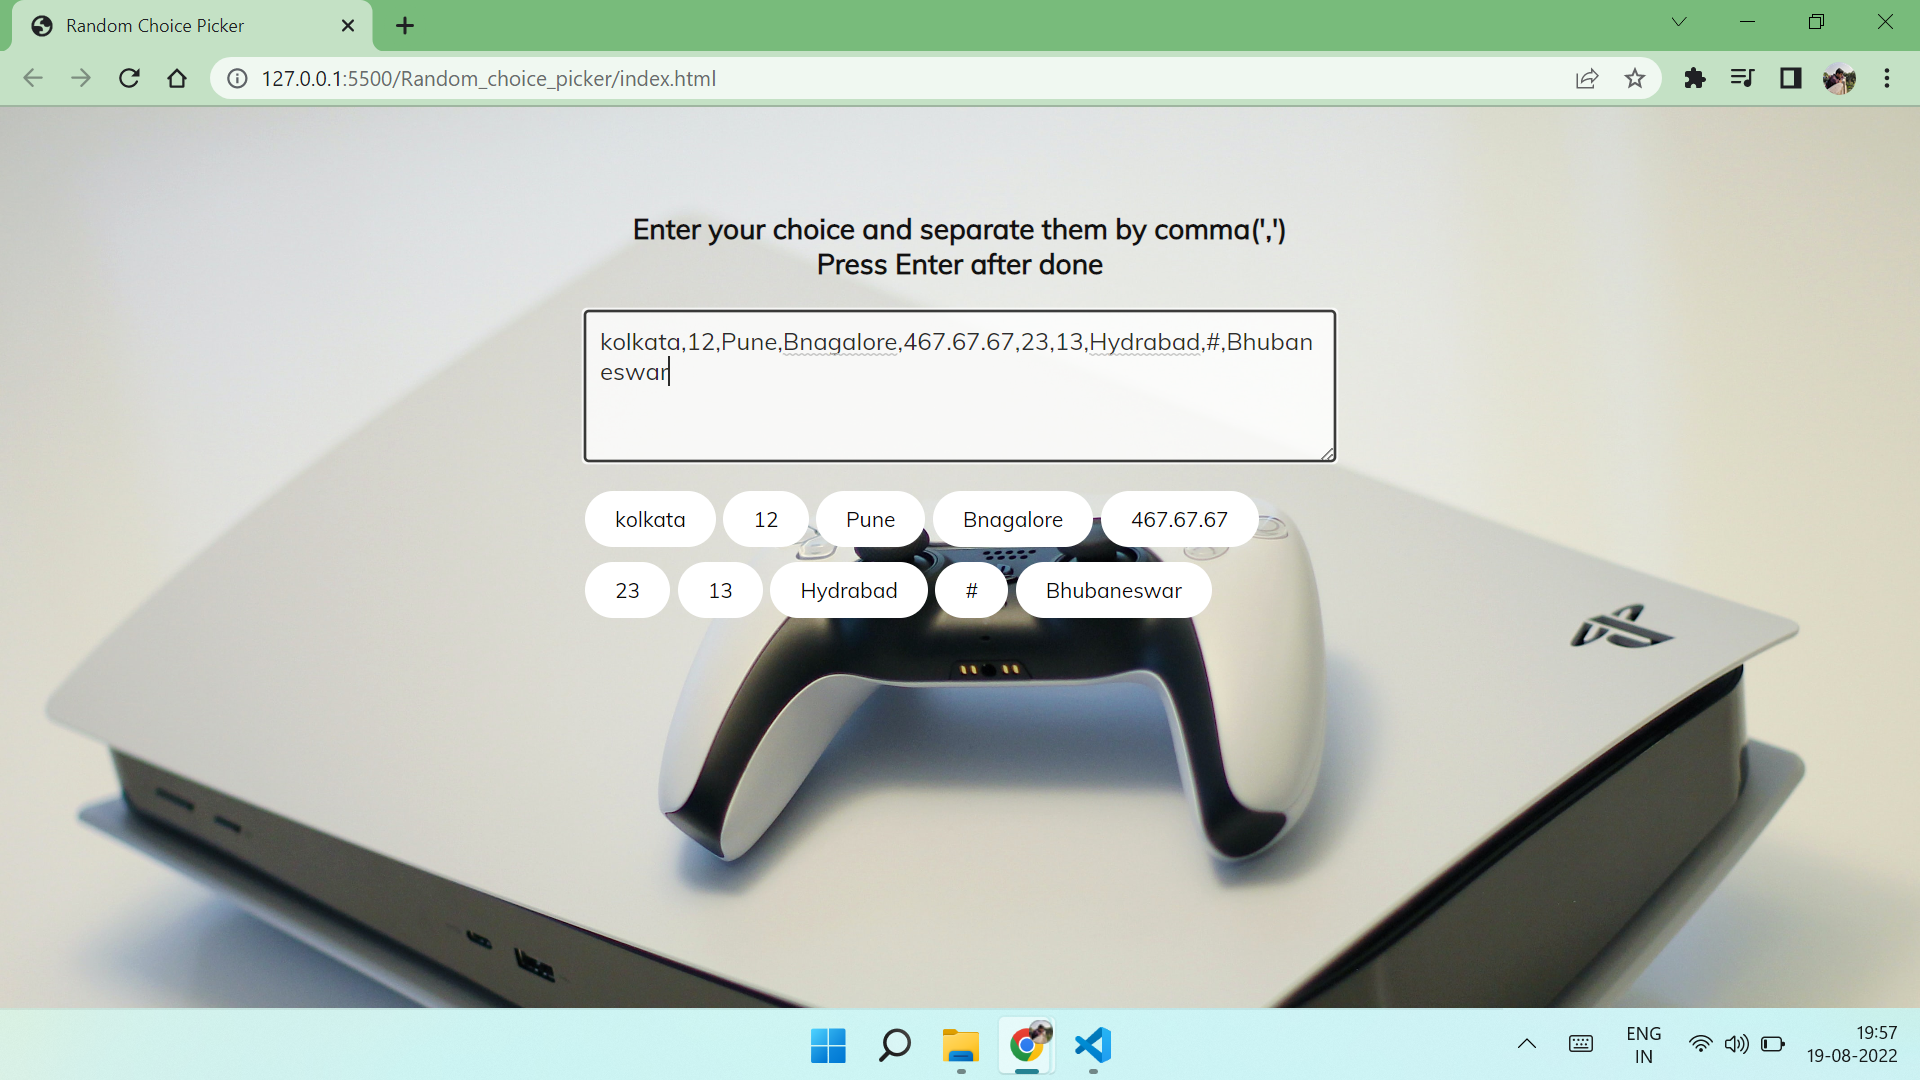 Random Choice Picker
127.0.0.1:5500/Random_choice_picker/index.html
Enter your choice and separate them by comma(',')
Press Enter after done
kolkata,12,Pune,Bnagalore,467.67.67,23,13,Hydrabad,#,Bhuban
eswar
kolkata 12 Pune Bnagalore 467.67.67
23 13 Hydrabad # Bhubaneswar
ENG 19:57
IN 19-08-2022